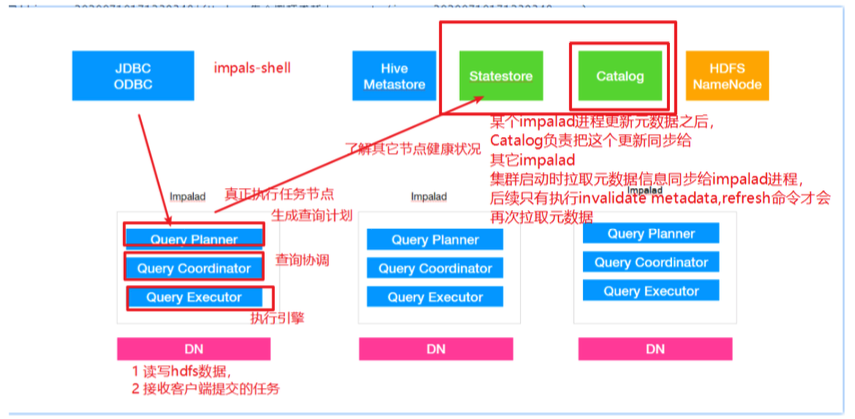 JDBC
ODBC
impals-shell
Hive
Metastore
Statestore
Catalog
HDFS
NameNode
某个impalad进程更新元数据之后,
Catalog负责把这个更新同步给
其它impalad
集群启动时拉取元数据信息同步给impalad进程,
后续只有执行invalidate metadata,refresh命令才会
再次拉取元数据
了解其它节点健康状况
Impalad
真正执行任务节点
生成查询计划
Query Planner
Query Coordinator
查询协调
Query Executor
执行引擎
DN
1 读写hdfs数据,
2 接收客户端提交的任务
Impalad
Query Planner
Query Coordinator
Query Executor
DN
Impalad
Query Planner
Query Coordinator
Query Executor
DN